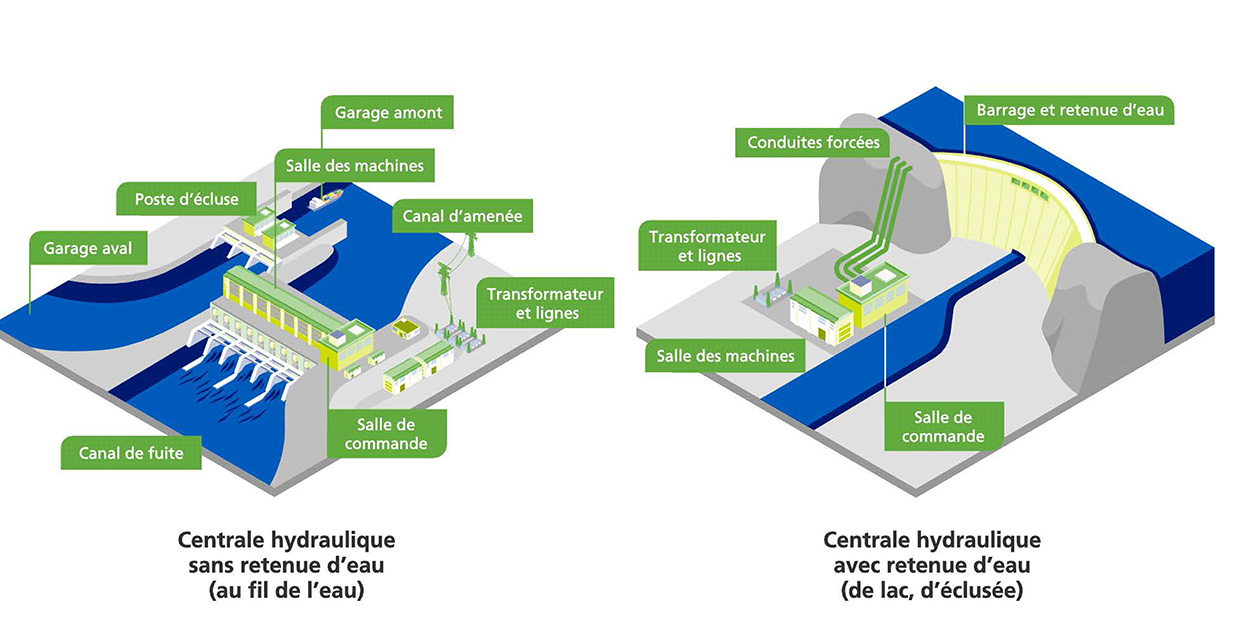 Garage amont
Salle des machines
Poste d'écluse
Canal d'amenée
Garage aval
Transformateur
et lignes
Salle de
commande
Canal de fuite
Centrale hydraulique
sans retenue d'eau
(au fil de l'eau)
Barrage et retenue d'eau
Conduites forcées
Transformateur
et lignes
Salle des machines
Salle de
commande
Centrale hydraulique
avec retenue d'eau
(de lac, d'éclusée)